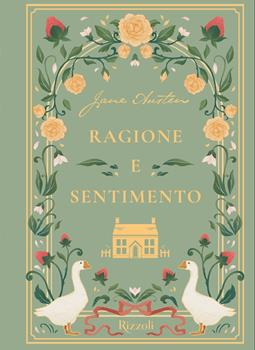 Jane Austen
RAGIONE
E
SENTIMENTO
Rizzoli